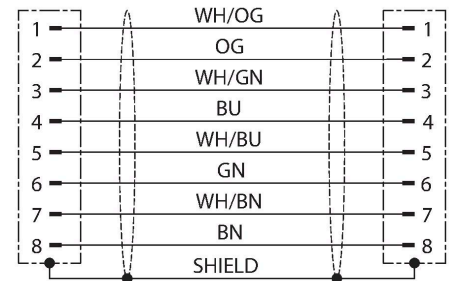 WH/OG
1 1
OG
2 2
WH/GN
3 3
BU
4 4
WH/BU
5 5
GN
6 6
WH/BN
7 7
BN
8 8
SHIELD